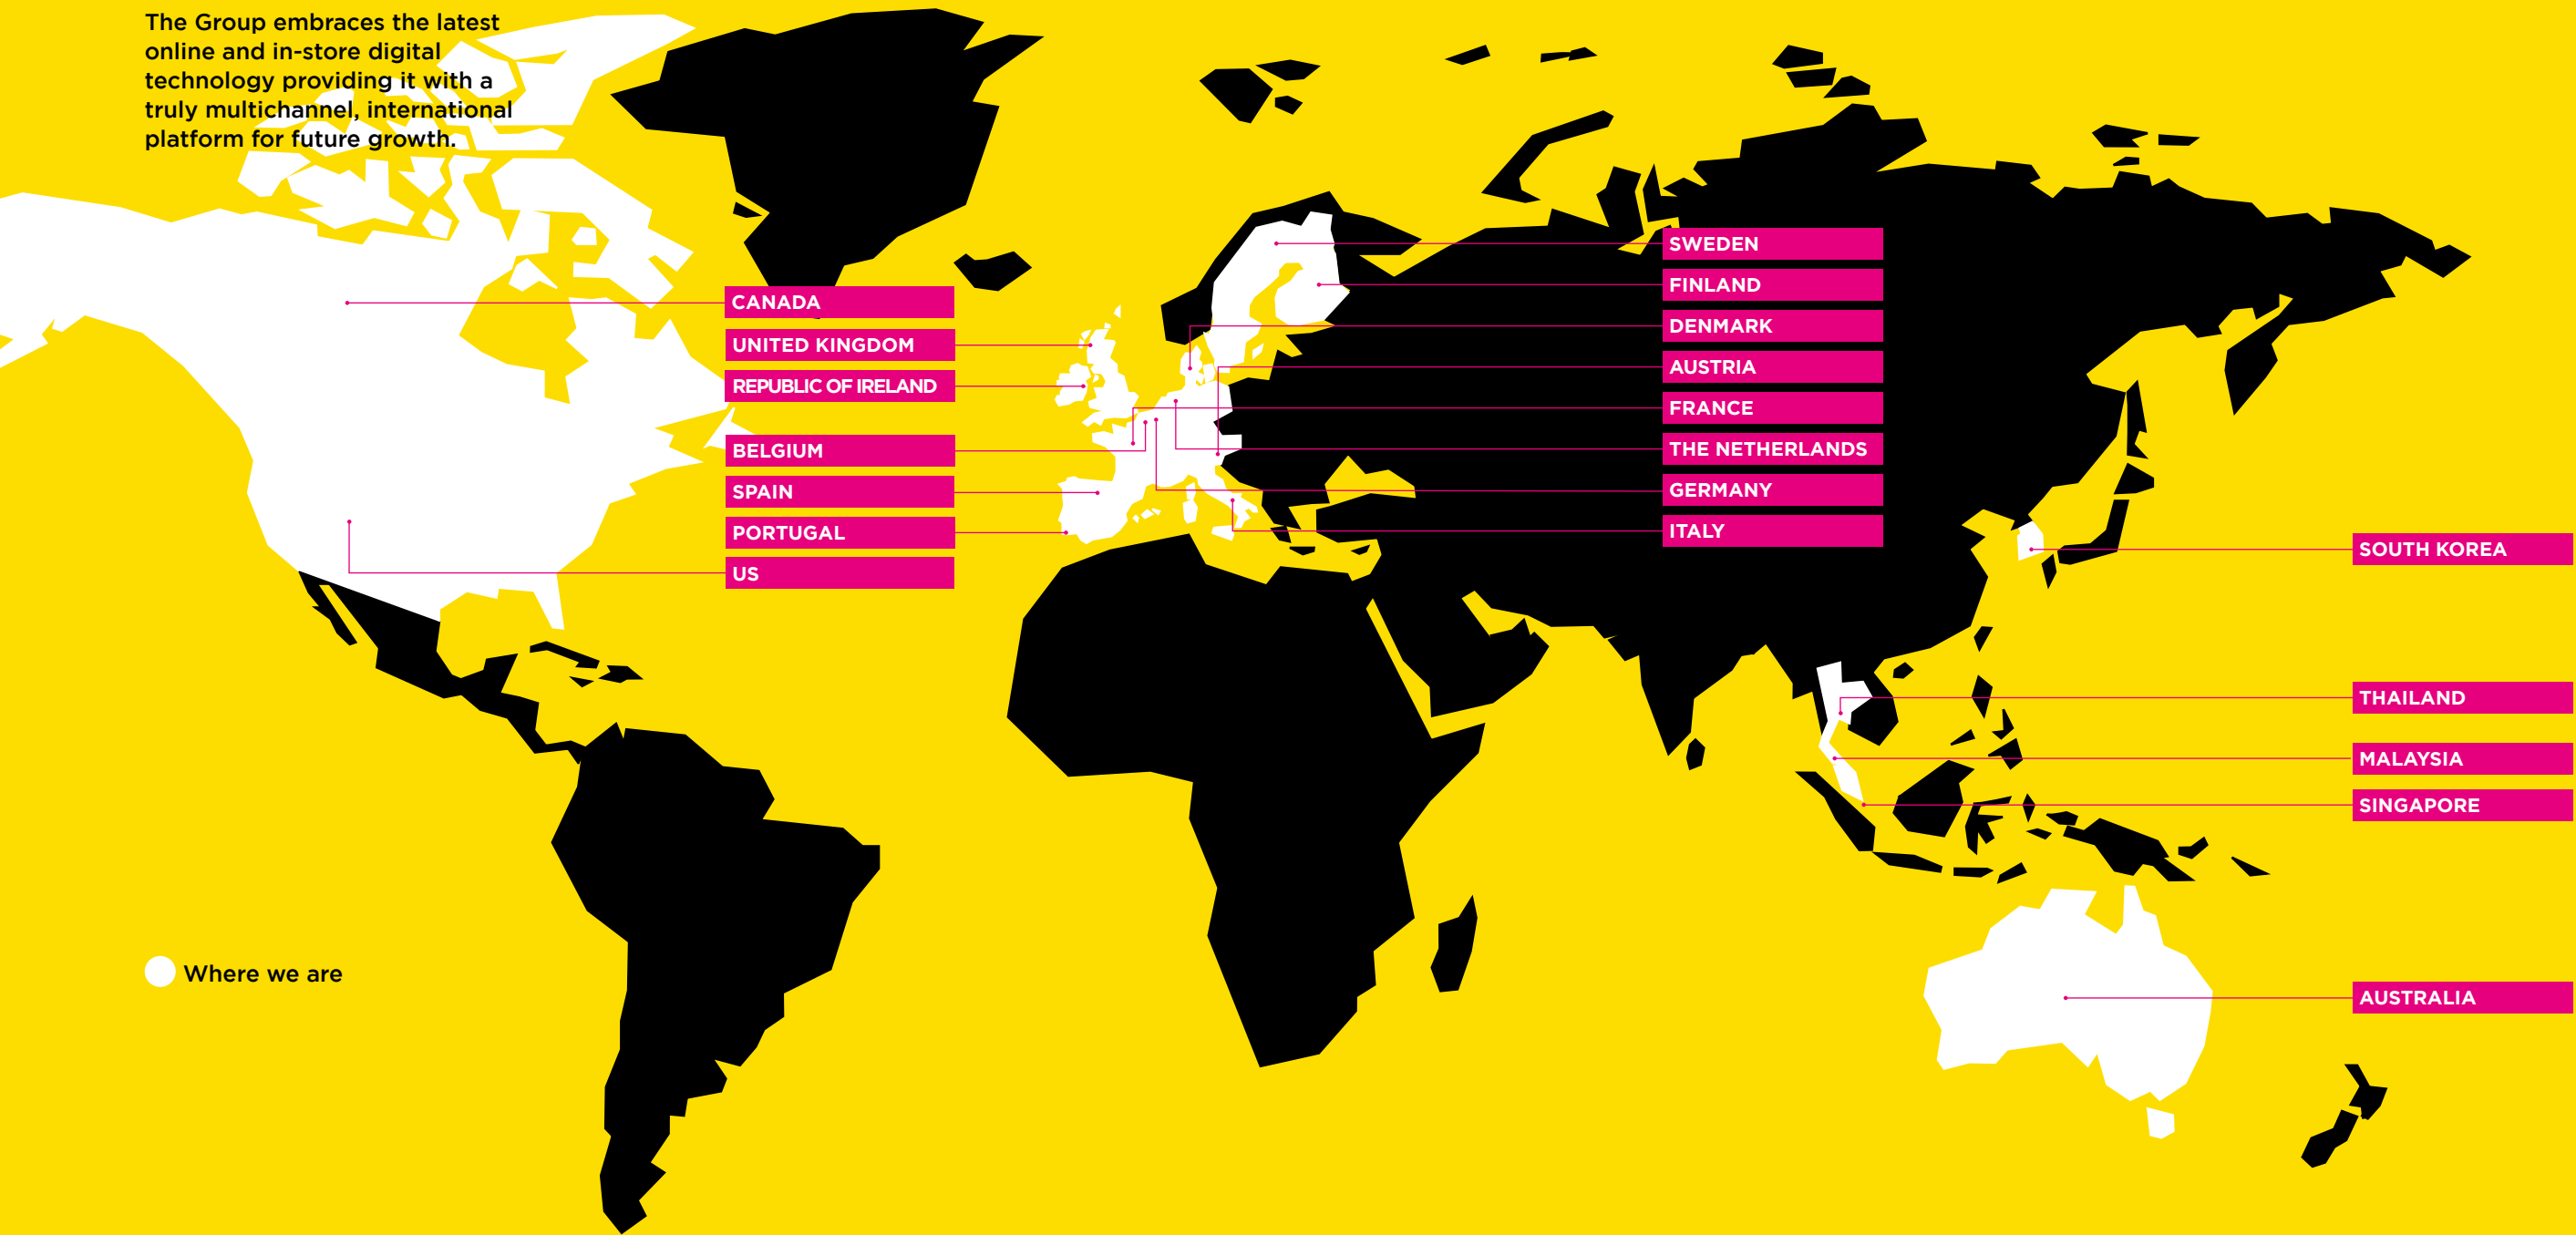 The Group embraces the latest
online and in-store digital
technology providing it with a
truly multichannel, international
platform for future growth.
CANADA
UNITED KINGDOM
REPUBLIC OF IRELAND
BELGIUM
SPAIN
PORTUGAL
US
SWEDEN
FINLAND
DENMARK
AUSTRIA
FRANCE
THE NETHERLANDS
GERMANY
ITALY
SOUTH KOREA
THAILAND
MALAYSIA
SINGAPORE
AUSTRALIA
Where we are